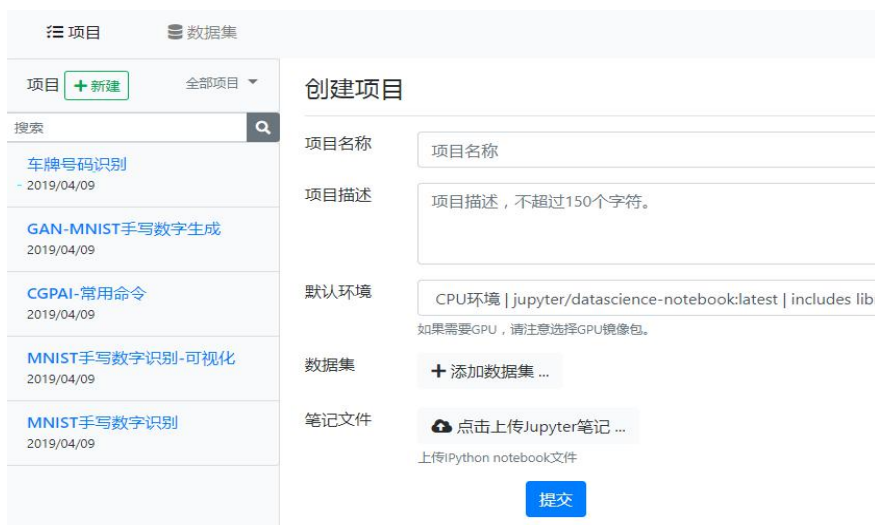 项目 数据集
项目 新建 全部项目
搜索
车牌号码识别
- 2019/04/09
GAN-MNIST手写数字生成
2019/04/09
CGPAI-常用命令
2019/04/09
MNIST手写数字识别-可视化
2019/04/09
MNIST手写数字识别
2019/04/09
创建项目
项目名称 项目名称
项目描述 项目描述，不超过150个字符。
默认环境 CPU环境 | jupyter/datascience-notebook:latest | includes lib
如果需要GPU，请注意选择GPU镜像包。
数据集 添加数据集 ...
笔记文件 点击上传Jupyter笔记 ...
上传IPython notebook文件
提交